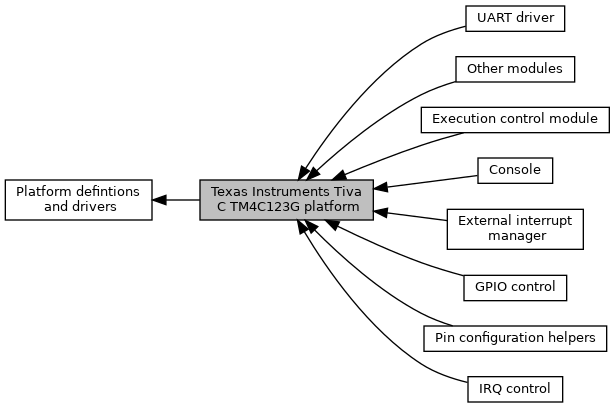 UART driver
Other modules
Execution control module
Console
Platform defintions
and drivers
Texas Instruments Tiva
C TM4C123G platform
External interrupt
manager
GPIO control
Pin configuration helpers
IRQ control